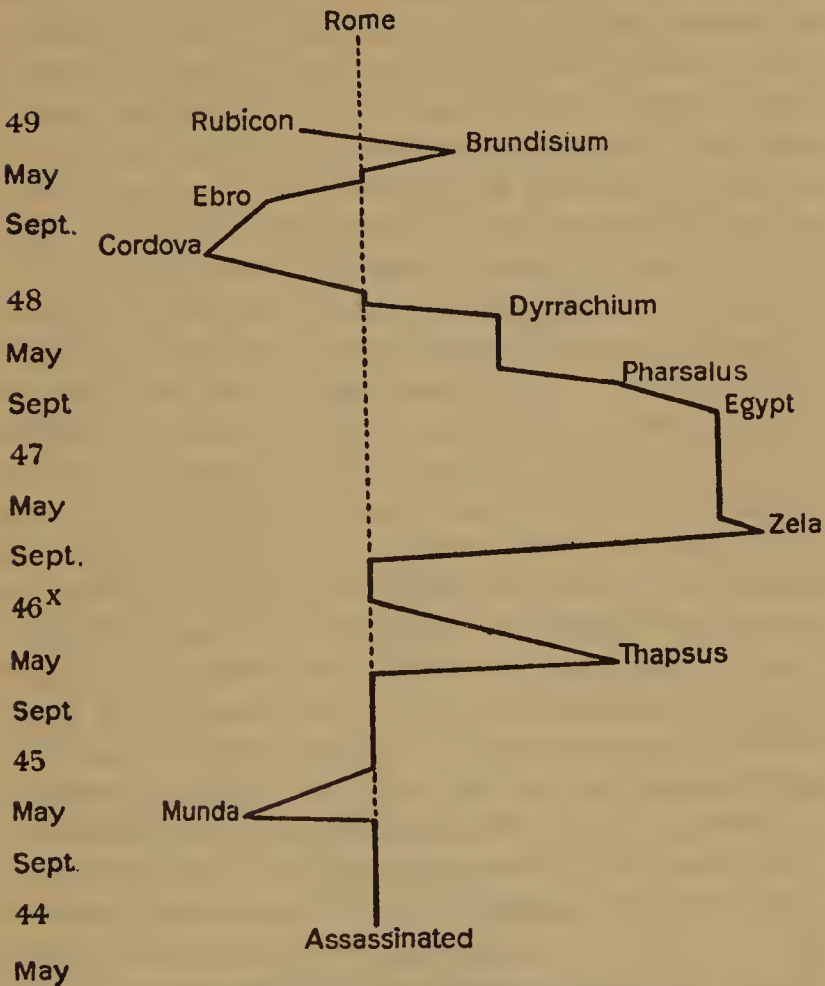 Rome
49 Rubicon Brundisium
May
Ebro
Sept.
Cordova
48 Dyrrachium
May
Pharsalus
Sept Egypt
47
May
Zela
Sept.
46x
May Thapsus
Sept
45
May Munda
Sept.
44
Assassinated
May